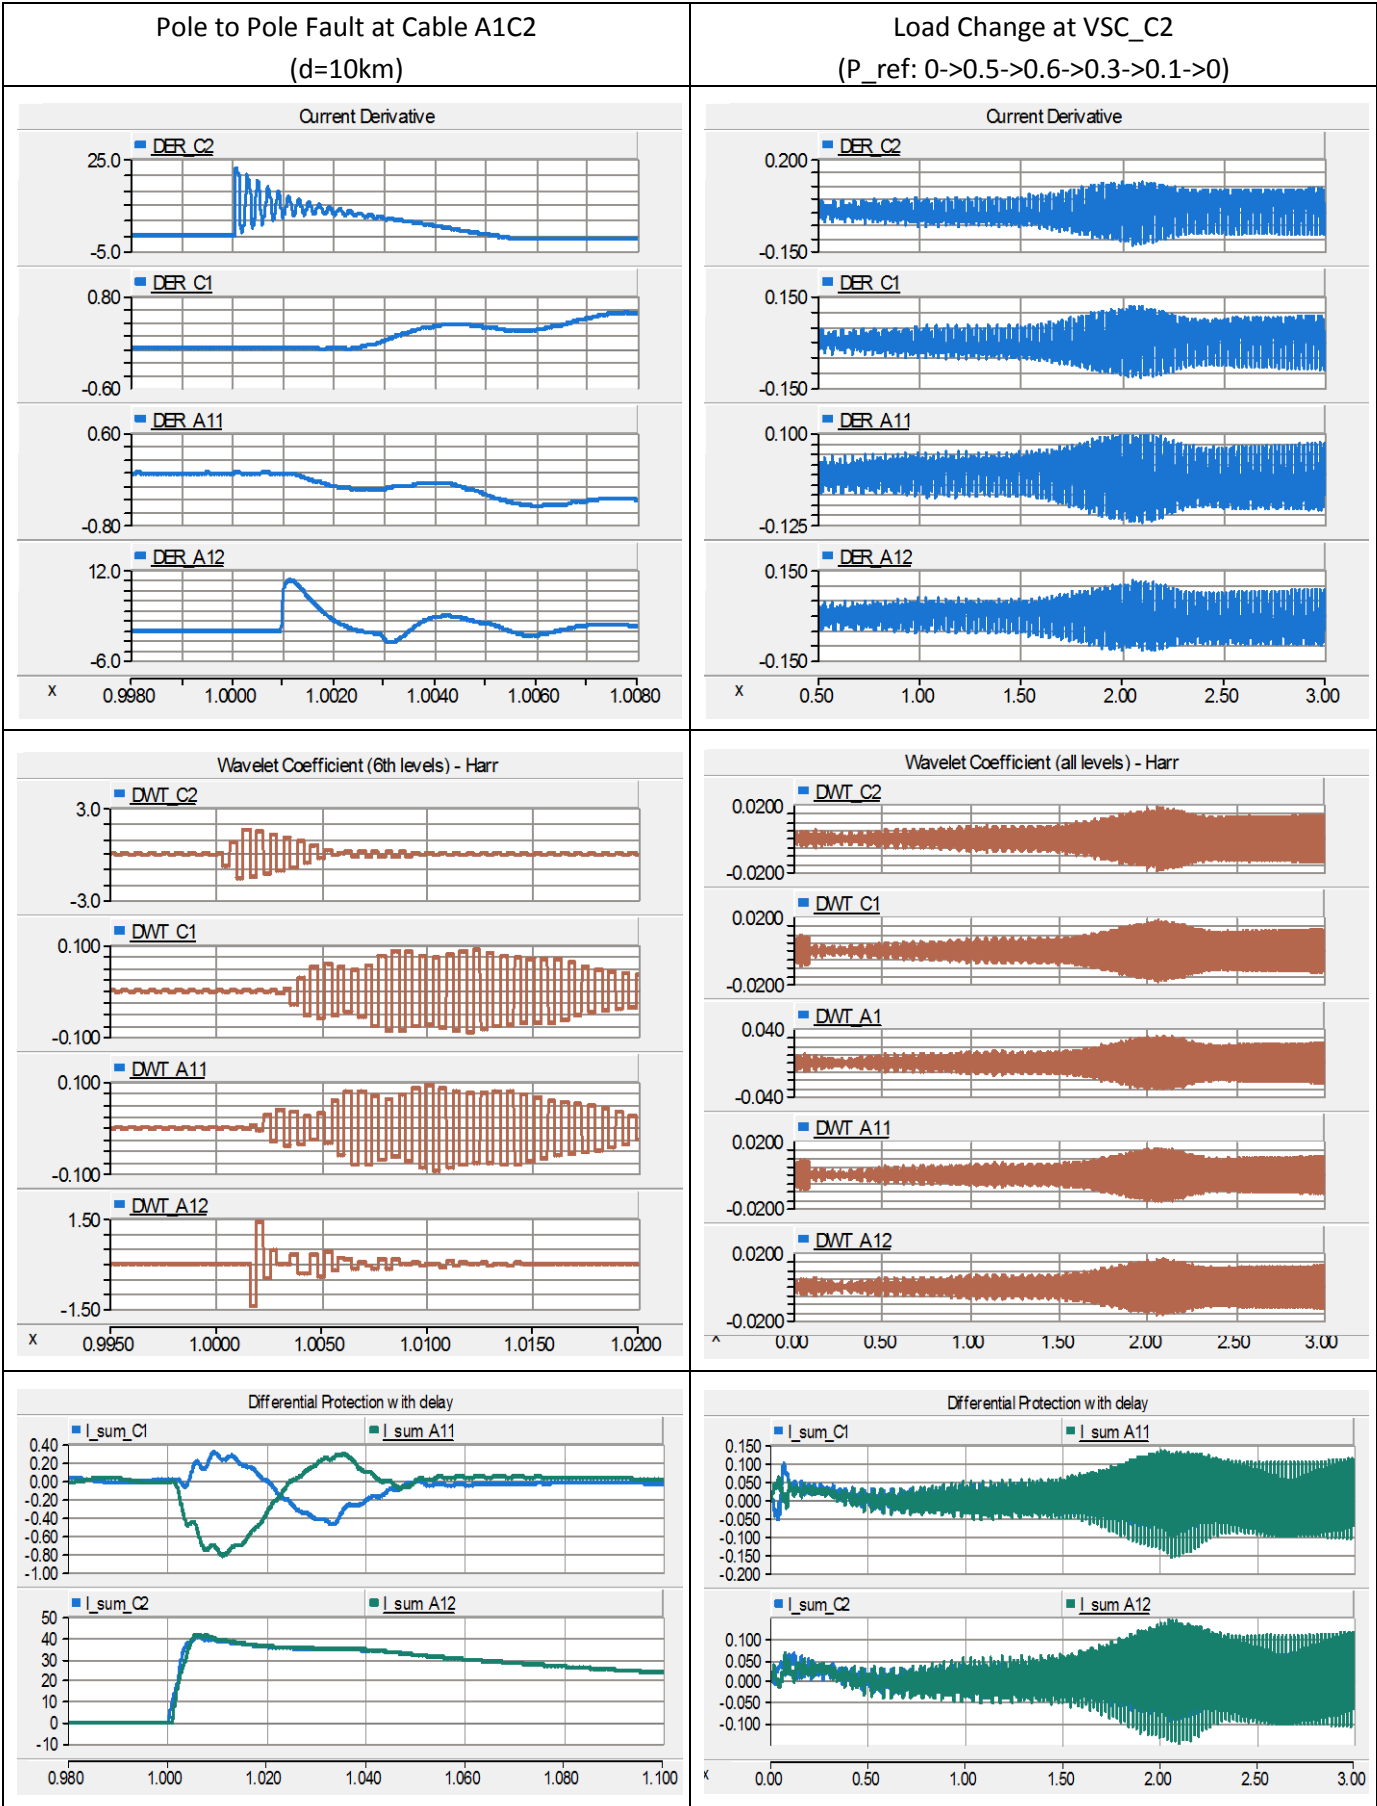 Pole to Pole Fault at Cable A1C2
(d=10km)
Load Change at VSC_C2
(P_ref: 0->0.5->0.6->0.3->0.1->0)
Current Derivative
DER_C2
25.0
-5.0
DER_C1
0.80
-0.60
DER_A11
0.60
-0.80
DER_A12
12.0
-6.0
x 0.9980 1.0000 1.0020 1.0040 1.0060 1.0080
Current Derivative
DER_C2
0.200
-0.150
DER_C1
0.150
-0.150
DER_A11
0.100
-0.125
DER_A12
0.150
-0.150
x 0.50 1.00 1.50 2.00 2.50 3.00
Wavelet Coefficient (6th levels) - Harr
DWT_C2
3.0
-3.0
DWT_C1
0.100
-0.100
DWT_A11
0.100
-0.100
DWT_A12
1.50
-1.50
x 0.9950 1.0000 1.0050 1.0100 1.0150 1.0200
Wavelet Coefficient (all levels) - Harr
DWT_C2
0.0200
-0.0200
DWT_C1
0.0200
-0.0200
DWT_A1
0.040
-0.040
DWT_A11
0.0200
-0.0200
DWT_A12
0.0200
-0.0200
0.00 0.50 1.00 1.50 2.00 2.50 3.00
Differential Protection with delay
I_sum_C1 I_sum_A11
0.40
0.20
0.00
-0.20
-0.40
-0.60
-0.80
-1.00
I_sum_C2 I_sum_A12
50
40
30
20
10
0
-10
0.980 1.000 1.020 1.040 1.060 1.080 1.100
Differential Protection with delay
I_sum_C1 I_sum_A11
0.150
0.100
0.050
0.000
-0.050
-0.100
-0.150
-0.200
I_sum_C2 I_sum_A12
0.100
0.050
0.000
-0.050
-0.100
x 0.00 0.50 1.00 1.50 2.00 2.50 3.00